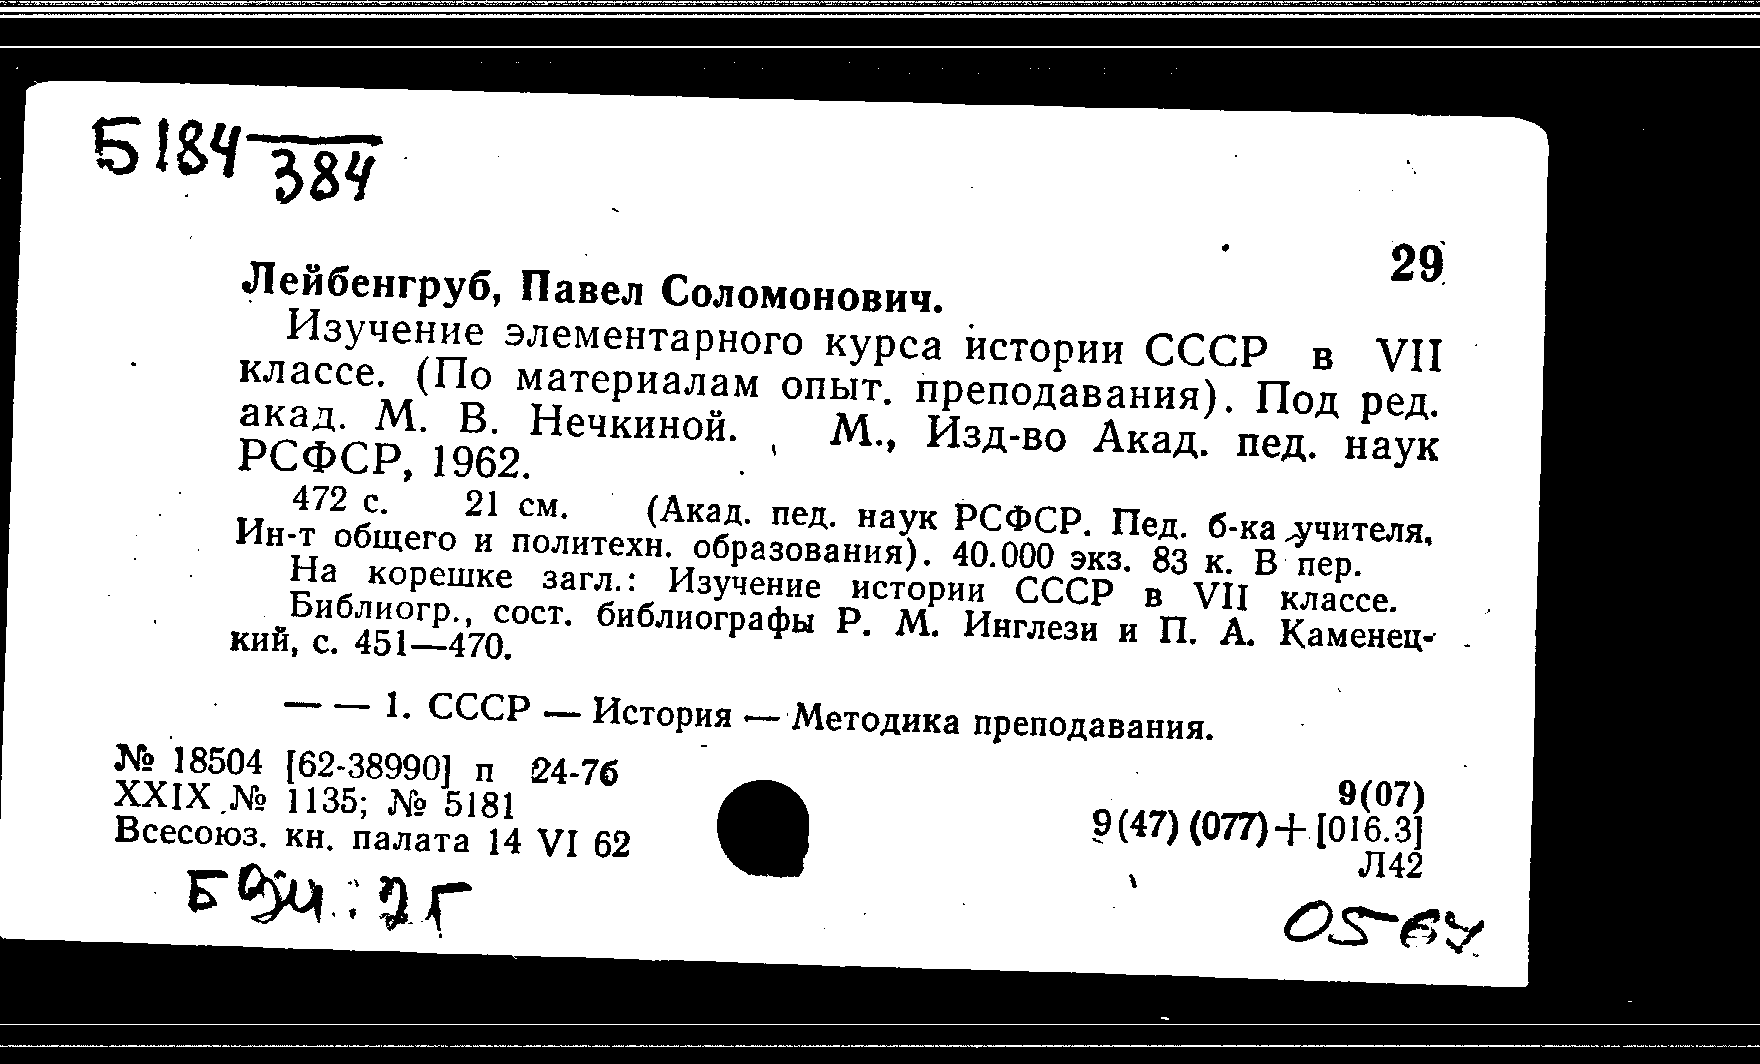 Б184
384
29
Лейбенгруб, Павел Соломонович.
Изучение элементарного курса истории СССР в VII
классе. (По материалам опыт. преподавания). Под ред.
акад. М. В. Нечкиной. М., Изд-во Акад. пед. наук
РСФСР, 1962.
472 с. 21 см. (Акад. пед. наук РСФСР. Пед. б-ка учителя,
Ин-т общего и политехн. образования). 40.000 экз. 83 к. В пер.
На корешке загл.: Изучение истории СССР в VII классе.
Библиогр., сост. библиографы Р. М. Инглези и П. А. Каменец-
кий, с. 451—470.
— — 1. СССР — История — Методика преподавания.
№ 18504 [62-38990] п 24-7б
XXIX № 1135; № 5181
Всесоюз. кн. палата 14 VI 62
9(07)
9(47) (077)+[016.3]
Л42